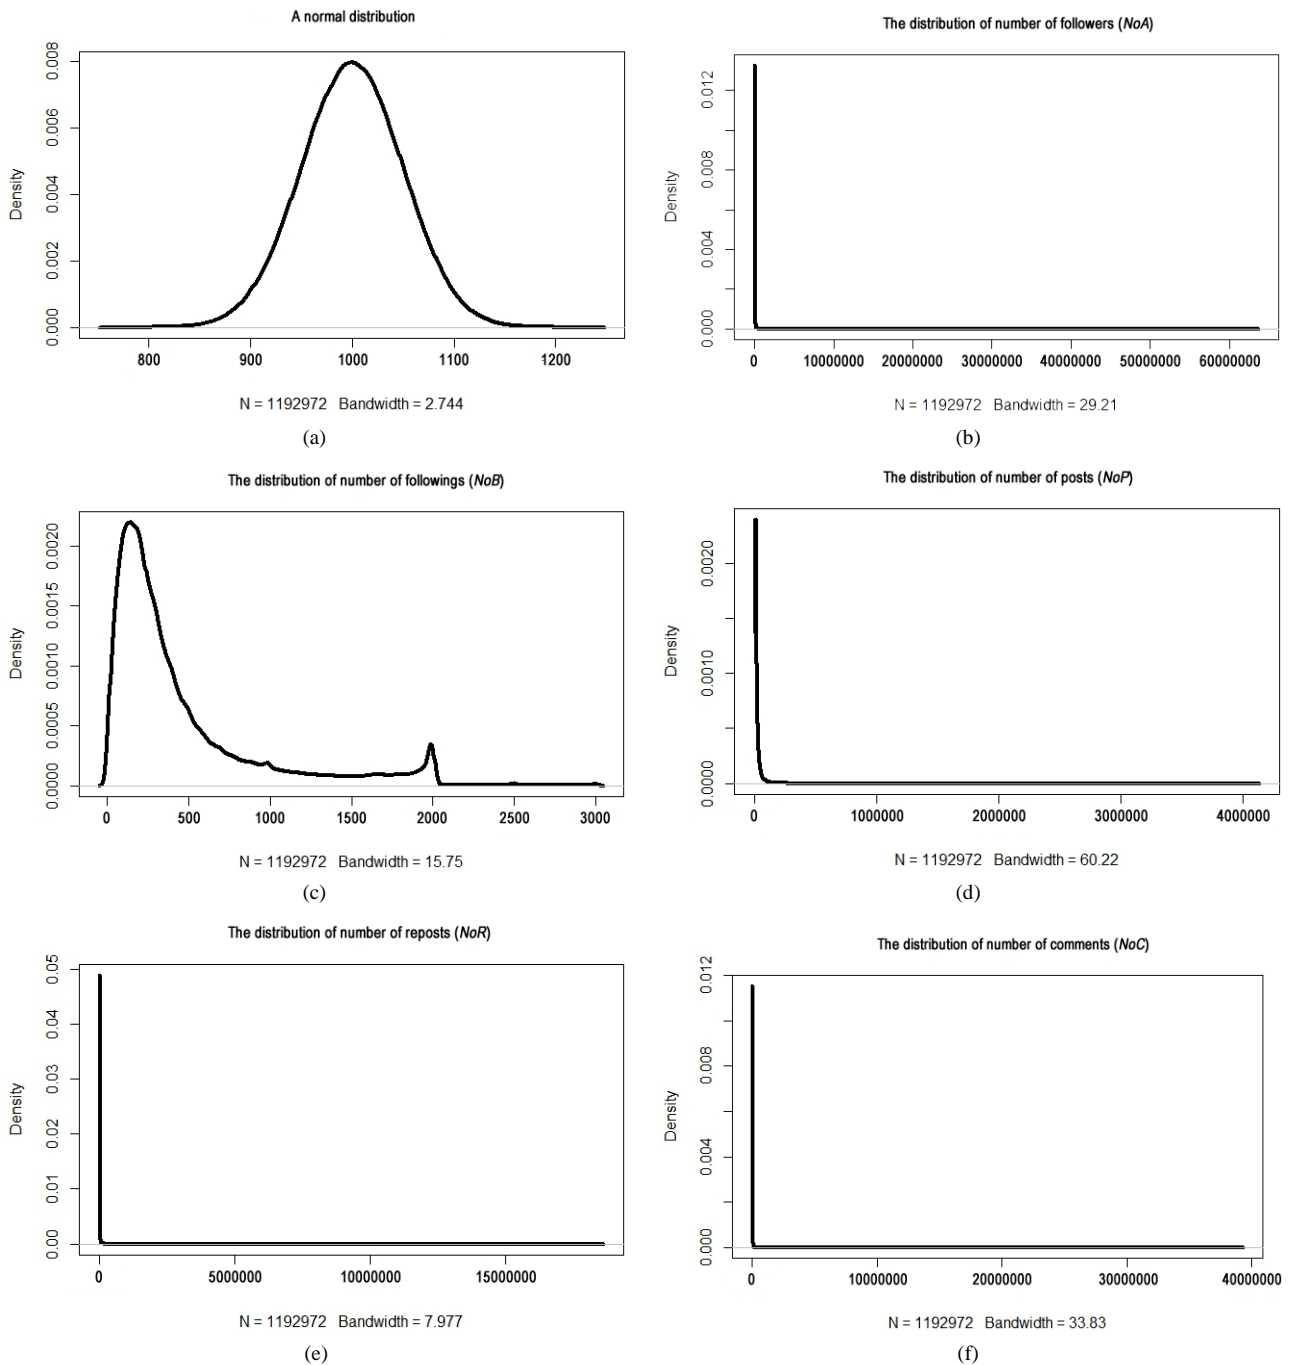 A normal distribution
Density
0.000 0.002 0.004 0.006 0.008
800 900 1000 1100 1200
N = 1192972 Bandwidth = 2.744
(a)
The distribution of number of followers (NoA)
Density
0.000 0.004 0.008 0.012
0 10000000 20000000 30000000 40000000 50000000 60000000
N = 1192972 Bandwidth = 29.21
(b)
The distribution of number of followings (NoB)
Density
0.0000 0.0005 0.0010 0.0015 0.0020
0 500 1000 1500 2000 2500 3000
N = 1192972 Bandwidth = 15.75
(c)
The distribution of number of posts (NoP)
Density
0.0000 0.0010 0.0020
0 1000000 2000000 3000000 4000000
N = 1192972 Bandwidth = 60.22
(d)
The distribution of number of reposts (NoR)
Density
0.00 0.01 0.02 0.03 0.04 0.05
0 5000000 10000000 15000000
N = 1192972 Bandwidth = 7.977
(e)
The distribution of number of comments (NoC)
Density
0.000 0.004 0.008 0.012
0 10000000 20000000 30000000 40000000
N = 1192972 Bandwidth = 33.83
(f)